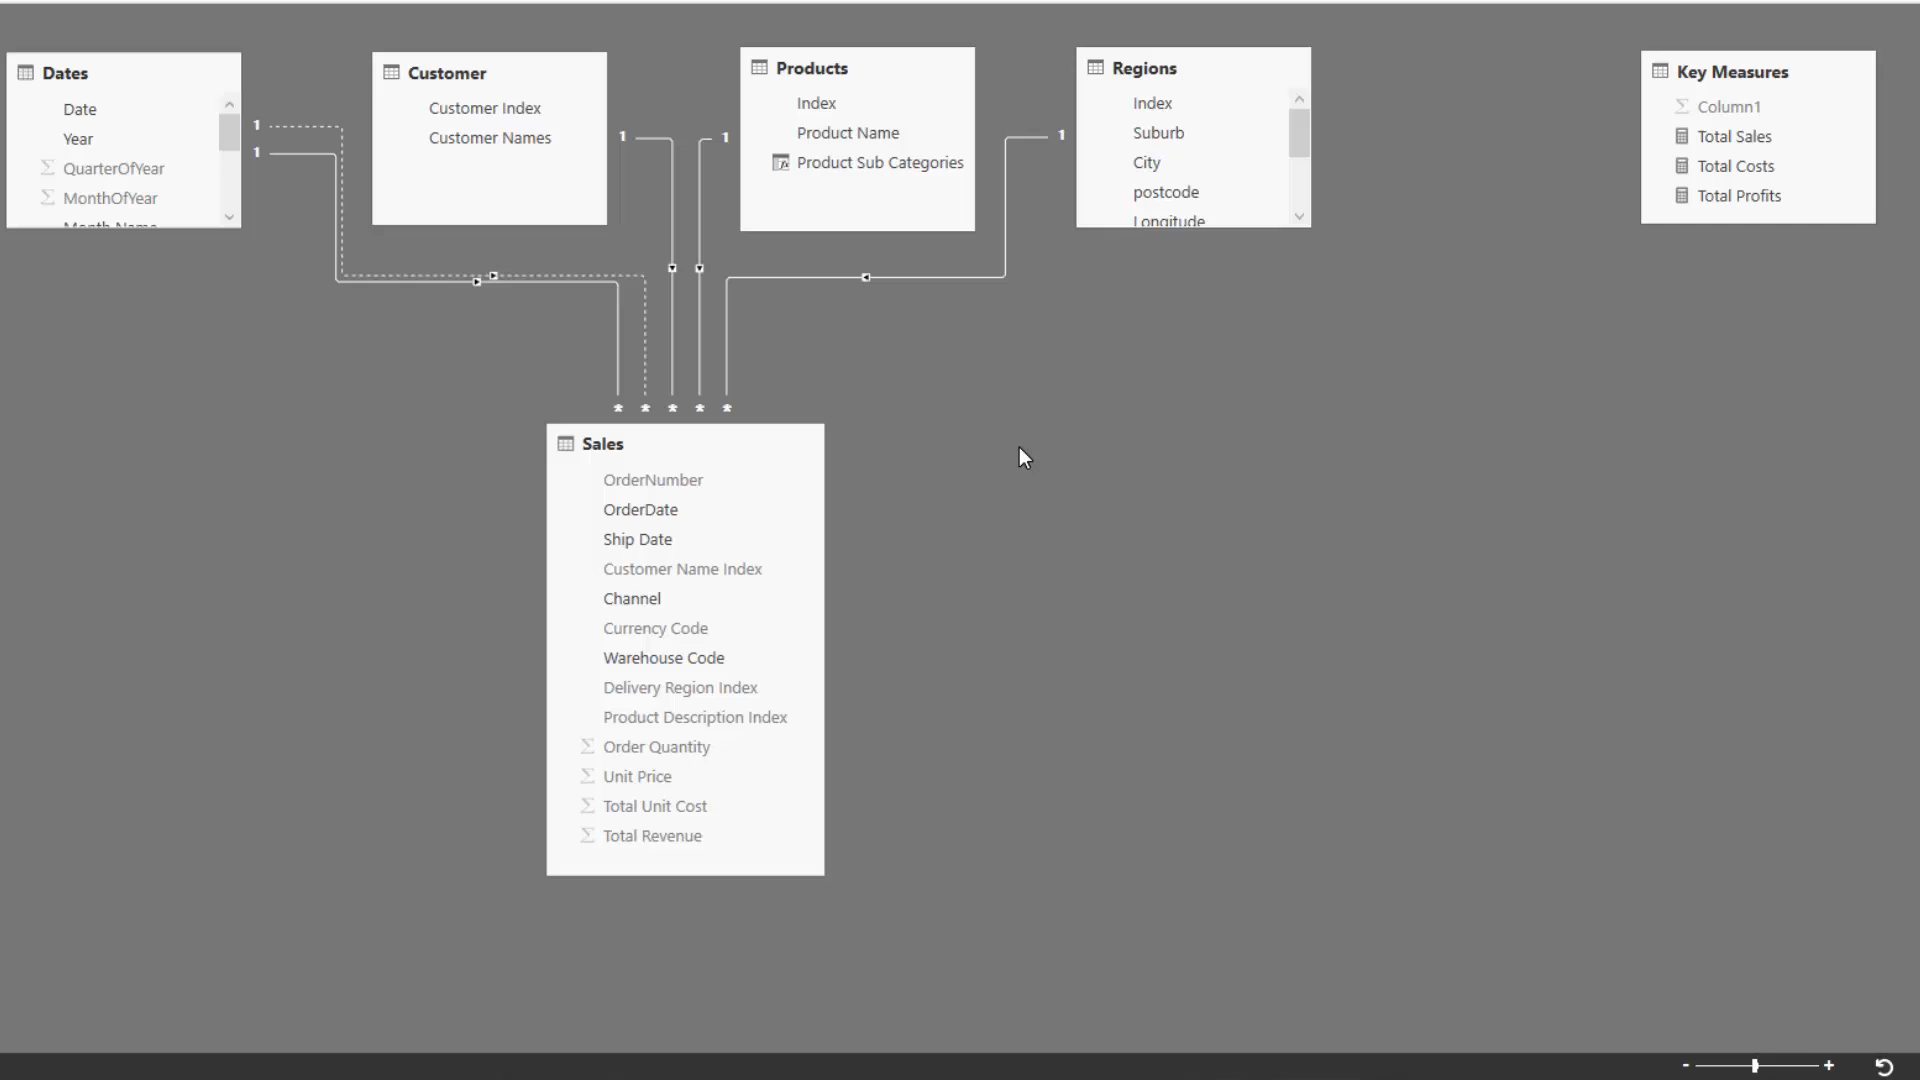 Dates
Date
Year
QuarterOfYear
MonthOfYear
Month Name
1
1
Customer
Customer Index
Customer Names
1
Products
Index
Product Name
Product Sub Categories
1
Regions
Index
Suburb
City
postcode
Longitude
1
Key Measures
Column1
Total Sales
Total Costs
Total Profits
* * * * *
Sales
OrderNumber
OrderDate
Ship Date
Customer Name Index
Channel
Currency Code
Warehouse Code
Delivery Region Index
Product Description Index
Order Quantity
Unit Price
Total Unit Cost
Total Revenue
- +